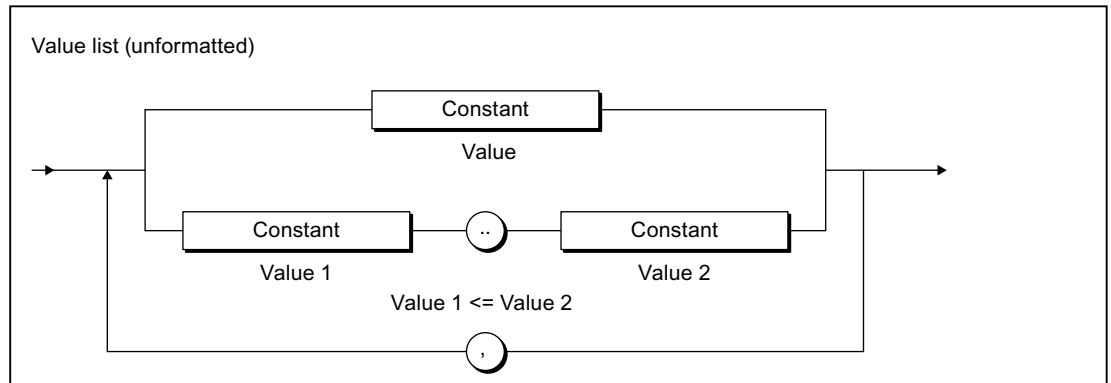 Value list (unformatted)
Constant
Value
Constant
..
Constant
Value 1
Value 2
Value 1 <= Value 2
,